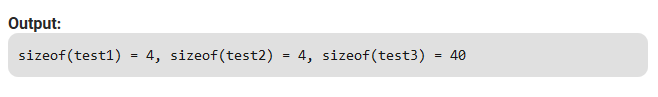 Output:
sizeof(test1) = 4, sizeof(test2) = 4, sizeof(test3) = 40